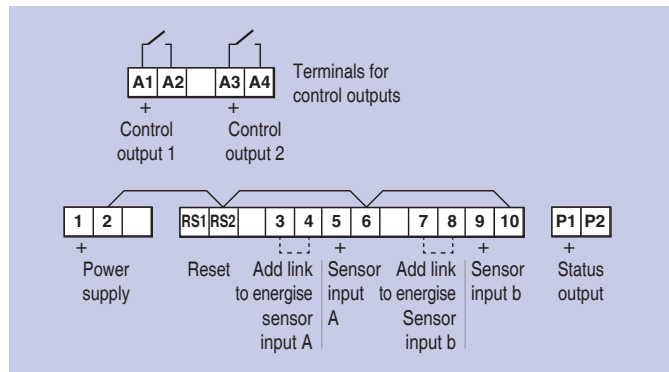 A1 A2 A3 A4
Terminals for
control outputs
+ +
Control Control
output 1 output 2
1 2 RS1 RS2 3 4 5 6 7 8 9 10 P1 P2
+ + + +
Power Reset Add link Sensor Add link Sensor Status
supply to energise input to energise input b output
sensor A Sensor
input A input b